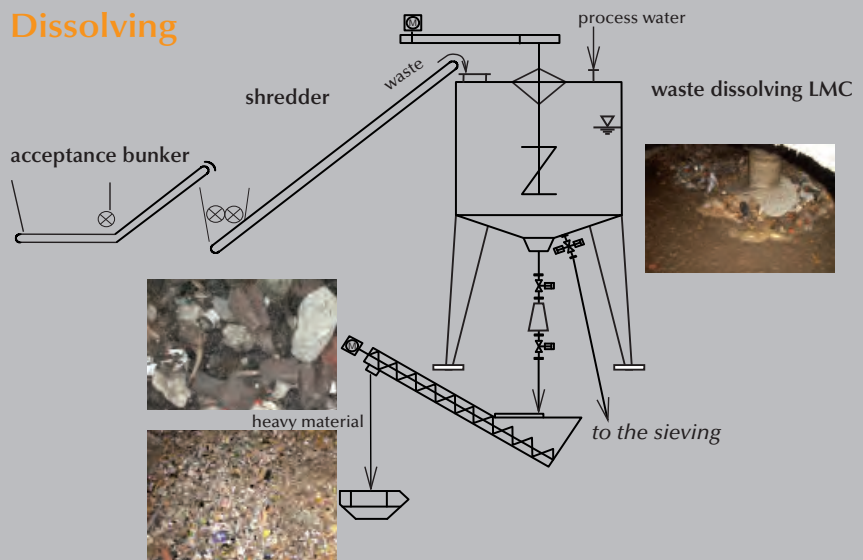 Dissolving
M
process water
waste
shredder
waste dissolving LMC
acceptance bunker
M
heavy material
to the sieving